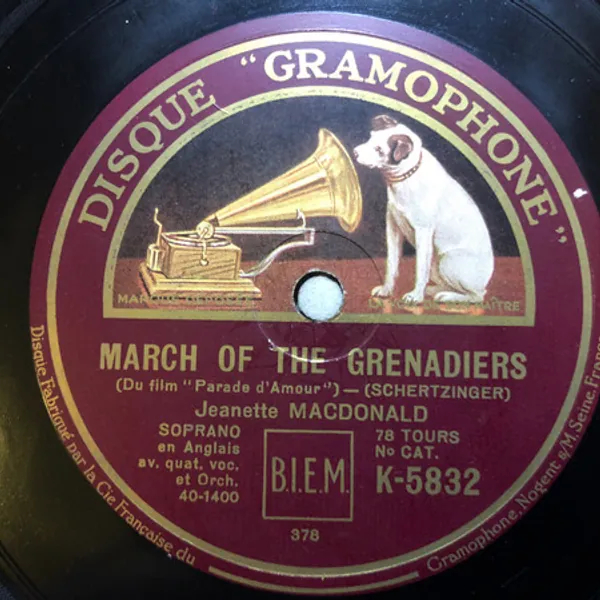 DISQUE "GRAMOPHONE"
MARQUE DÉPOSÉE
MARCH OF THE GRENADIERS
(Du film "Parade d'Amour") — (SCHERTZINGER)
Jeanette MACDONALD
SOPRANO
en Anglais
av. quat. voc.
et Orch.
40-1400
B.I.E.M.
78 TOURS
No CAT.
K-5832
378
Disque Fabriqué par la Cie Française du Gramophone, Nogent s/M. Seine, France